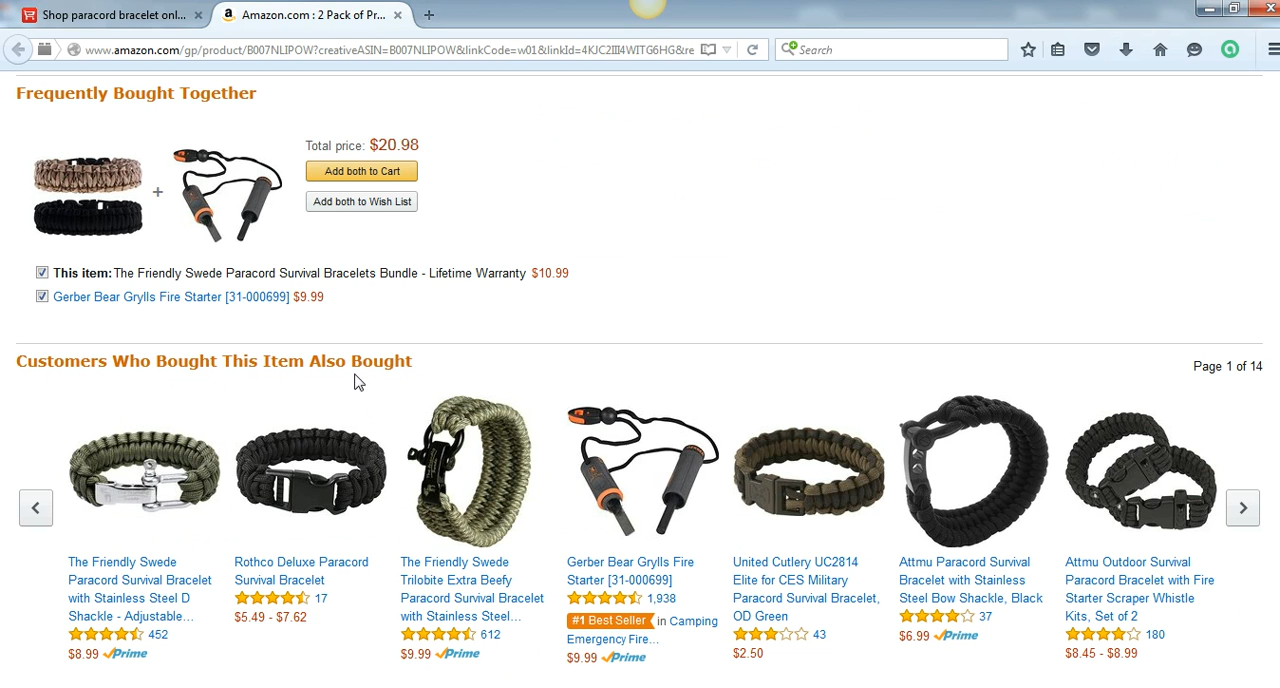 Shop paracord bracelet onl...
Amazon.com : 2 Pack of Pr...
www.amazon.com/gp/product/B007NLIPOW?creativeASIN=B007NLIPOW&linkCode=w01&linkId=4KJC2III4WITG6HG&re
Search
Frequently Bought Together
Total price: $20.98
Add both to Cart
Add both to Wish List
This item: The Friendly Swede Paracord Survival Bracelets Bundle - Lifetime Warranty $10.99
Gerber Bear Grylls Fire Starter [31-000699] $9.99
Customers Who Bought This Item Also Bought
Page 1 of 14
The Friendly Swede
Paracord Survival Bracelet
with Stainless Steel D
Shackle - Adjustable...
452
$8.99 Prime
Rothco Deluxe Paracord
Survival Bracelet
17
$5.49 - $7.62
The Friendly Swede
Trilobite Extra Beefy
Paracord Survival Bracelet
with Stainless Steel...
612
$9.99 Prime
Gerber Bear Grylls Fire
Starter [31-000699]
1,938
#1 Best Seller in Camping
Emergency Fire...
$9.99 Prime
United Cutlery UC2814
Elite for CES Military
Paracord Survival Bracelet,
OD Green
43
$2.50
Attmu Paracord Survival
Bracelet with Stainless
Steel Bow Shackle, Black
37
$6.99 Prime
Attmu Outdoor Survival
Paracord Bracelet with Fire
Starter Scraper Whistle
Kits, Set of 2
180
$8.45 - $8.99